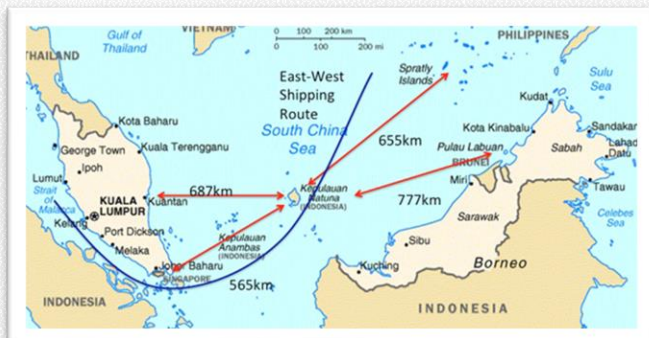 Gulf of
Thailand
VIETNAM
THAILAND
0 100 200 km
0 100 200 mi
PHILIPPINES
Spratly
Islands
Sulu
Sea
East-West
Shipping
Route
South China
Sea
Kota Baharu
George Town
Kuala Terengganu
Ipoh
Lumut
Strait
of
Malacca
KUALA
LUMPUR
Kuantan
Kelang
Port Dickson
Melaka
Johor Baharu
SINGAPORE
INDONESIA
687km
Kepulauan
Natuna
(INDONESIA)
Kepulauan
Anambas
(INDONESIA)
565km
655km
777km
Kudat
Kota Kinabalu
Sandakan
Pulau Labuan
BRUNEI
Sabah
Lahad
Datu
Miri
Tawau
Celebes
Sea
Sarawak
Sibu
Kuching
Borneo
INDONESIA